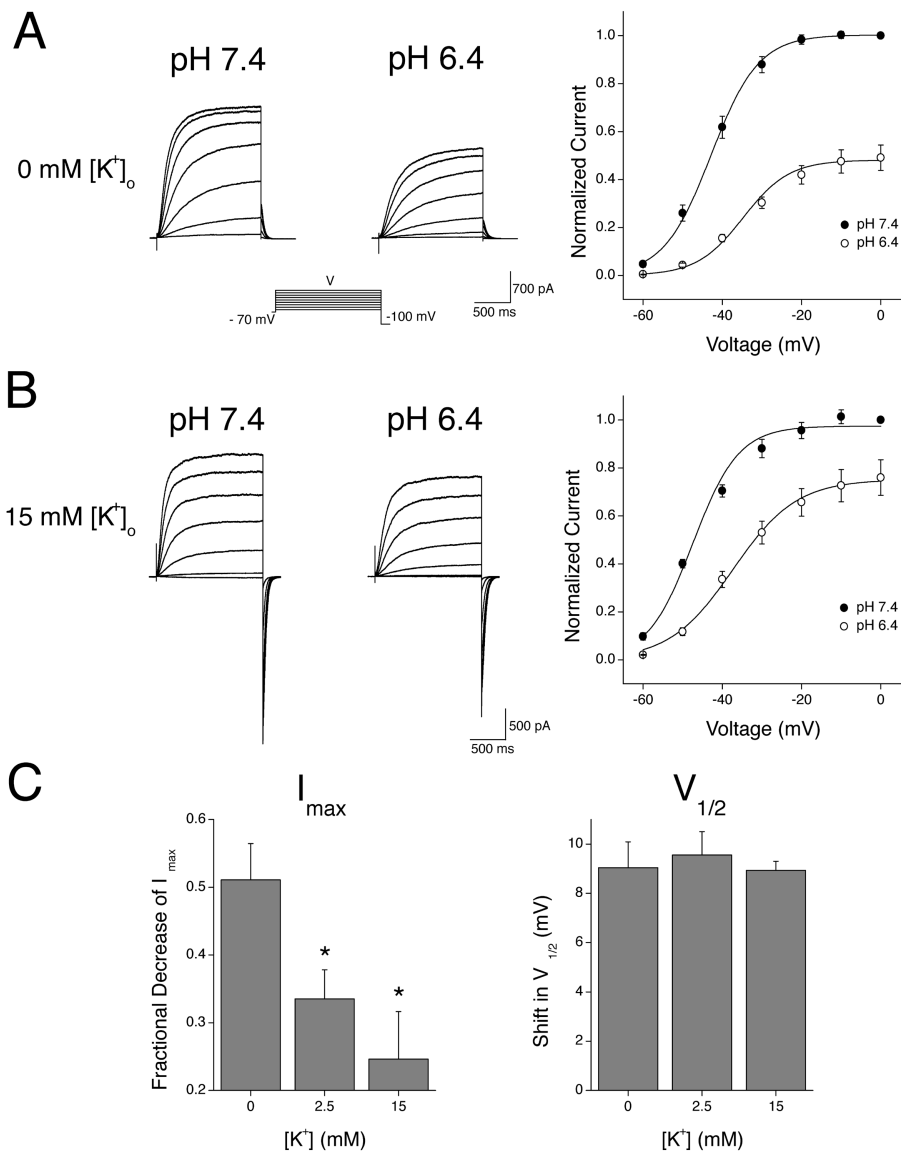 A
pH 7.4
pH 6.4
0 mM [K+]o
V
- 70 mV
-100 mV
700 pA
500 ms
Normalized Current
1.0
0.8
0.6
0.4
0.2
0.0
pH 7.4
pH 6.4
-60
-40
-20
0
Voltage (mV)
B
pH 7.4
pH 6.4
15 mM [K+]o
500 pA
500 ms
Normalized Current
1.0
0.8
0.6
0.4
0.2
0.0
pH 7.4
pH 6.4
-60
-40
-20
0
Voltage (mV)
C
Imax
Fractional Decrease of Imax
0.6
0.5
0.4
0.3
0.2
*
*
0
2.5
15
[K+] (mM)
V1/2
Shift in V1/2 (mV)
10
8
6
4
2
0
0
2.5
15
[K+] (mM)